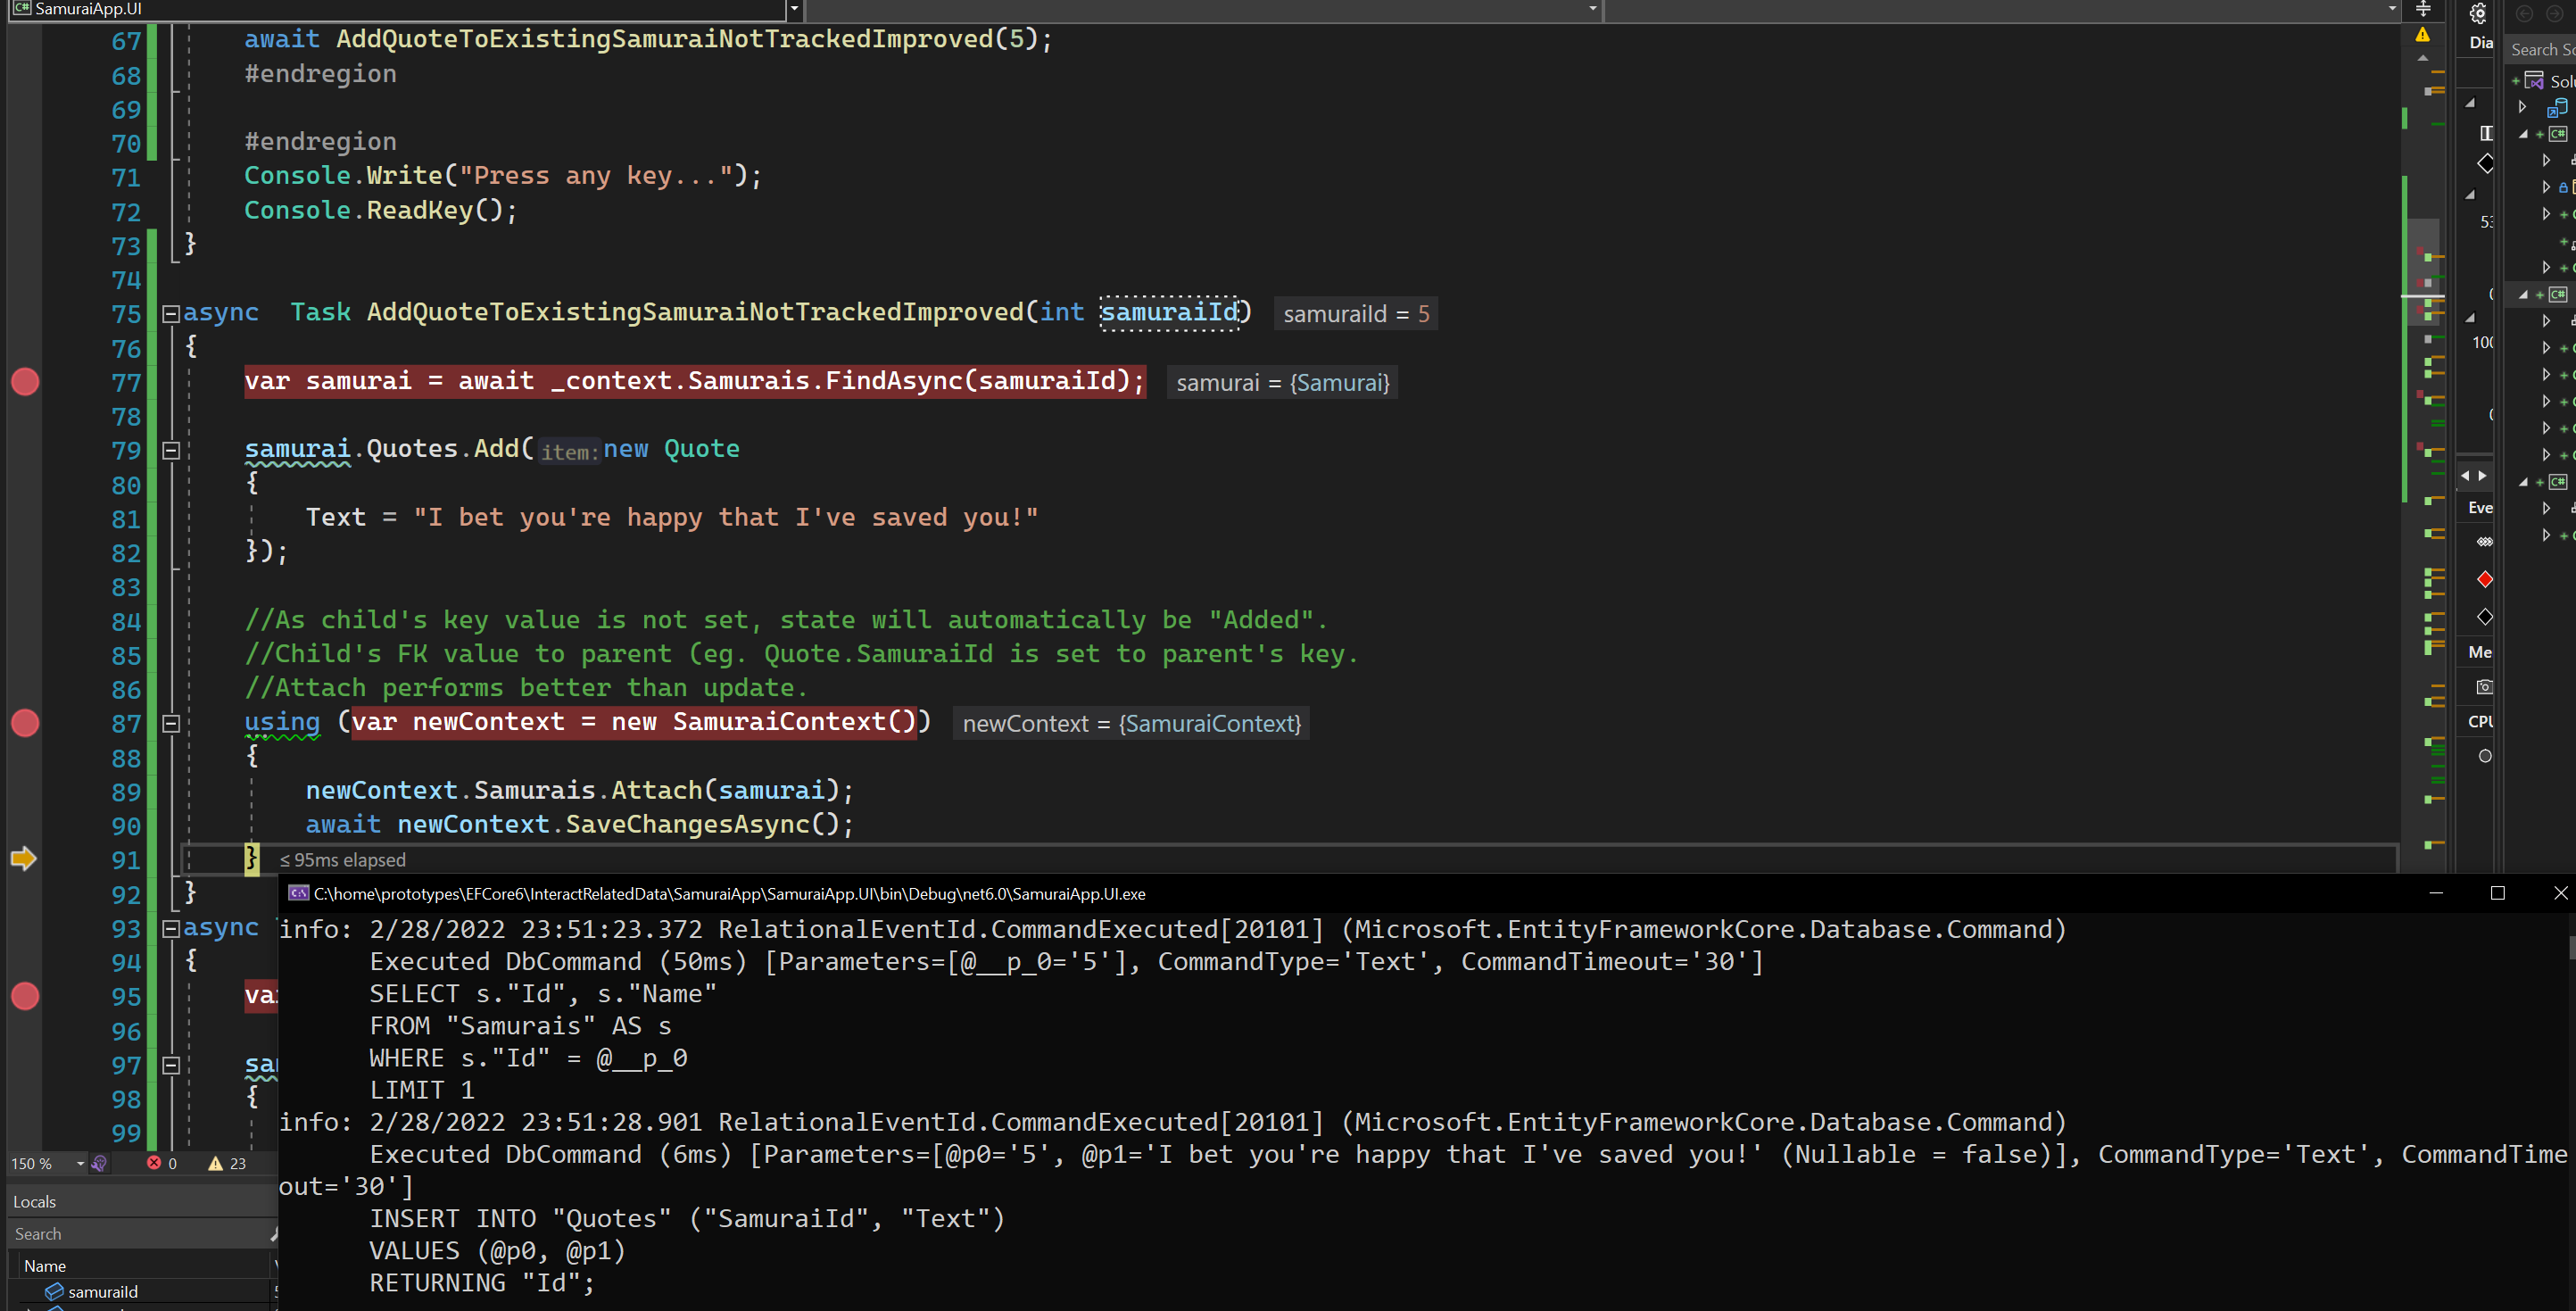 SamuraiApp.UI
67 await AddQuoteToExistingSamuraiNotTrackedImproved(5);
68 #endregion
69
70 #endregion
71 Console.Write("Press any key...");
72 Console.ReadKey();
73 }
74
75 async  Task AddQuoteToExistingSamuraiNotTrackedImproved(int samuraiId) samuraiId = 5
76 {
77 var samurai = await _context.Samurais.FindAsync(samuraiId); samurai = {Samurai}
78
79 samurai.Quotes.Add(item:new Quote
80 {
81 Text = "I bet you're happy that I've saved you!"
82 });
83
84 //As child's key value is not set, state will automatically be "Added".
85 //Child's FK value to parent (eg. Quote.SamuraiId is set to parent's key.
86 //Attach performs better than update.
87 using (var newContext = new SamuraiContext()) newContext = {SamuraiContext}
88 {
89 newContext.Samurais.Attach(samurai);
90 await newContext.SaveChangesAsync();
91 } ≤ 95ms elapsed
92 }
93 async
94 {
95 va
96
97 sa
98 {
99
150 % 0 23
Locals
Search
Name
samuraiId
C:\home\prototypes\EFCore6\InteractRelatedData\SamuraiApp\SamuraiApp.UI\bin\Debug\net6.0\SamuraiApp.UI.exe
info: 2/28/2022 23:51:23.372 RelationalEventId.CommandExecuted[20101] (Microsoft.EntityFrameworkCore.Database.Command)
Executed DbCommand (50ms) [Parameters=[@__p_0='5'], CommandType='Text', CommandTimeout='30']
SELECT s."Id", s."Name"
FROM "Samurais" AS s
WHERE s."Id" = @__p_0
LIMIT 1
info: 2/28/2022 23:51:28.901 RelationalEventId.CommandExecuted[20101] (Microsoft.EntityFrameworkCore.Database.Command)
Executed DbCommand (6ms) [Parameters=[@p0='5', @p1='I bet you're happy that I've saved you!' (Nullable = false)], CommandType='Text', CommandTime
out='30']
INSERT INTO "Quotes" ("SamuraiId", "Text")
VALUES (@p0, @p1)
RETURNING "Id";
Dia
53
100
Eve
Me
CPU
Search So
Solu